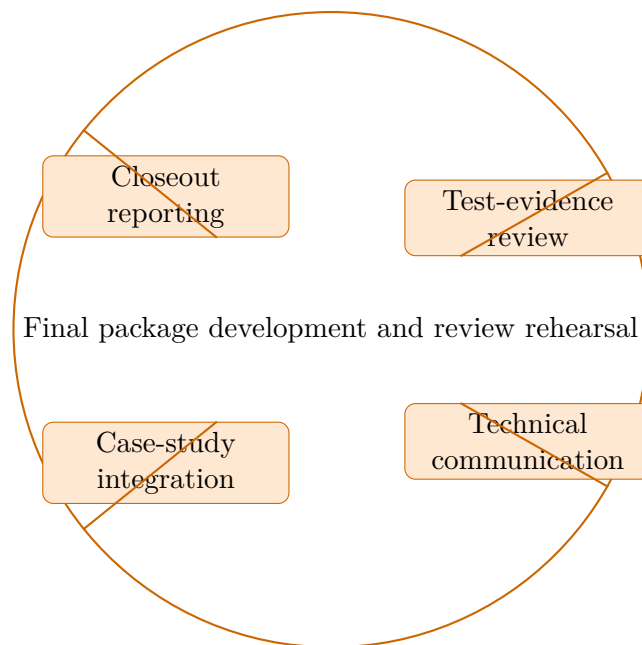 Closeout
reporting
Test-evidence
review
Final package development and review rehearsal
Case-study
integration
Technical
communication